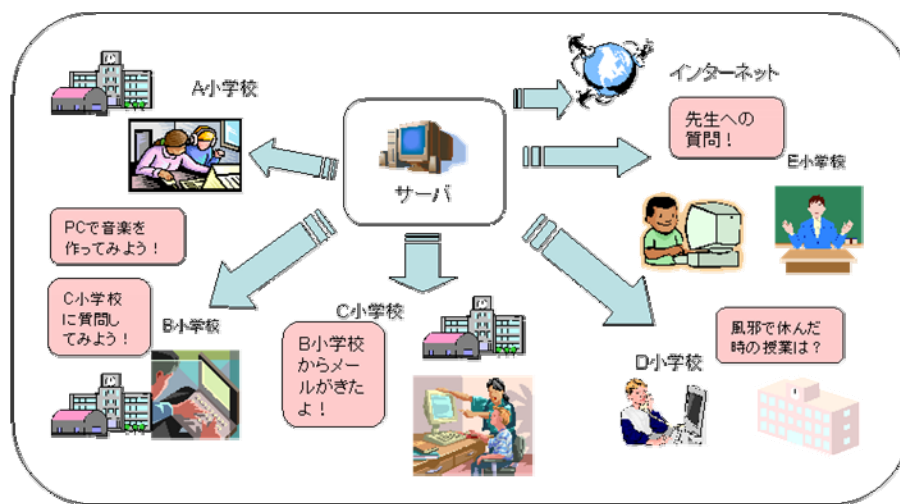 A小学校
インターネット
先生への
質問！
サーバ
E小学校
PCで音楽を
作ってみよう！
C小学校
に質問し
てみよう！
B小学校
C小学校
B小学校
からメー
ルがきた
よ！
D小学校
風邪で休んだ
時の授業は？